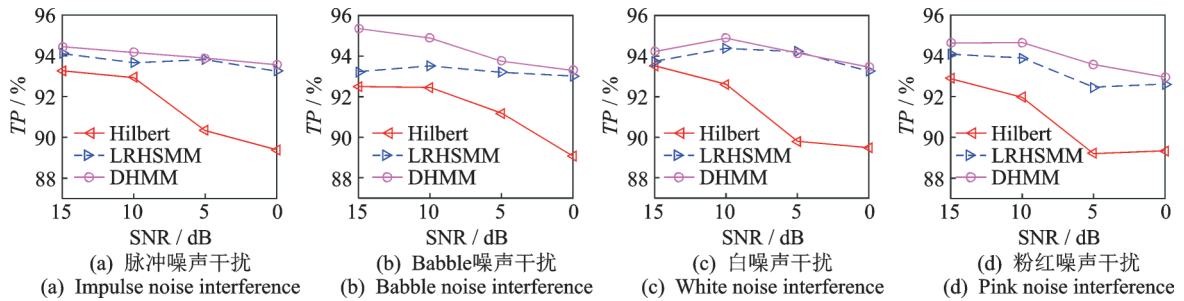 96
94
92
90
88
TP / %
Hilbert
LRHSMM
DHMM
15 10 5 0
SNR / dB
(a) 脉冲噪声干扰
(a) Impulse noise interference
96
94
92
90
88
TP / %
Hilbert
LRHSMM
DHMM
15 10 5 0
SNR / dB
(b) Babble噪声干扰
(b) Babble noise interference
96
94
92
90
88
TP / %
Hilbert
LRHSMM
DHMM
15 10 5 0
SNR / dB
(c) 白噪声干扰
(c) White noise interference
96
94
92
90
88
TP / %
Hilbert
LRHSMM
DHMM
15 10 5 0
SNR / dB
(d) 粉红噪声干扰
(d) Pink noise interference